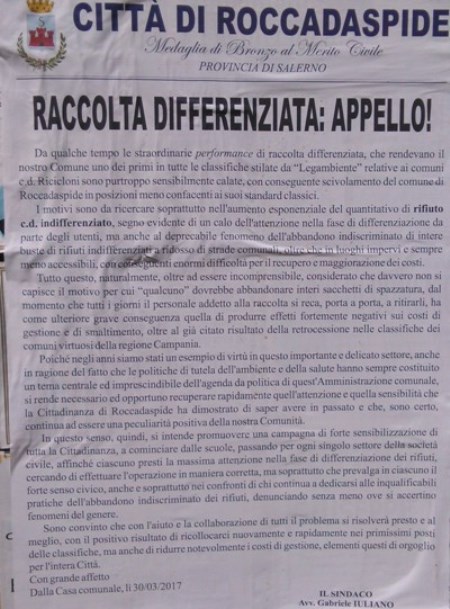 CITTÀ DI ROCCADASPIDE
Medaglia di Bronzo al Merito Civile
PROVINCIA DI SALERNO
RACCOLTA DIFFERENZIATA: APPELLO!
Da qualche tempo le straordinarie performance di raccolta differenziata, che rendevano il
nostro Comune uno dei primi in tutte le classifiche stilate da “Legambiente” relative ai comuni
c.d. Ricicloni sono purtroppo sensibilmente calate, con conseguente scivolamento del comune di
Roccadaspide in posizioni meno confacenti ai suoi standard classici.
I motivi sono da ricercare soprattutto nell'aumento esponenziale del quantitativo di rifiuto
c.d. indifferenziato, segno evidente di un calo dell'attenzione nella fase di differenziazione da
parte degli utenti, ma anche al deprecabile fenomeno dell'abbandono indiscriminato di intere
buste di rifiuti indifferenziati a ridosso di strade comunali, oltre che in luoghi impervi e sempre
meno accessibili, con conseguenti enormi difficoltà per il recupero e maggiorazione dei costi.
Tutto questo, naturalmente, oltre ad essere incomprensibile, considerato che davvero non si
capisce il motivo per cui “qualcuno” dovrebbe abbandonare interi sacchetti di spazzatura, dal
momento che tutti i giorni il personale addetto alla raccolta si reca, porta a porta, a ritirarli, ha
come ulteriore grave conseguenza quella di produrre effetti fortemente negativi sui costi di
gestione e di smaltimento, oltre al già citato risultato della retrocessione nelle classifiche dei
comuni virtuosi della regione Campania.
Poiché negli anni siamo stati un esempio di virtù in questo importante e delicato settore, anche
in ragione del fatto che le politiche di tutela dell'ambiente e della salute hanno sempre costituito
un tema centrale ed imprescindibile dell'agenda da politica di quest'Amministrazione comunale,
si rende necessario ed opportuno recuperare rapidamente quell'attenzione e quella sensibilità
che la Cittadinanza di Roccadaspide ha dimostrato di saper avere in passato e che, sono certo,
continua ad essere una peculiarità positiva della nostra Comunità.
In questo senso, quindi, si intende promuovere una campagna di forte sensibilizzazione di
tutta la Cittadinanza, a cominciare dalle scuole, passando per ogni singolo settore della società
civile, affinché ciascuno presti la massima attenzione nella fase di differenziazione dei rifiuti,
cercando di effettuare l'operazione in maniera corretta, ma soprattutto che prevalga in ciascuno il
forte senso civico, anche e soprattutto nei confronti di chi continua a dedicarsi alle inqualificabili
pratiche dell'abbandono indiscriminato dei rifiuti, denunciando senza meno ove si accertino
fenomeni del genere.
Sono convinto che con l'aiuto e la collaborazione di tutti il problema si risolverà presto e al
meglio, con il positivo risultato di ricollocarci nuovamente e rapidamente nei primissimi posti
delle classifiche, ma anche di ridurre notevolmente i costi di gestione, elementi questi di orgoglio
per l'intera Città.
Con grande affetto
Dalla Casa comunale, lì 30/03/2017
IL SINDACO
Avv. Gabriele IULIANO